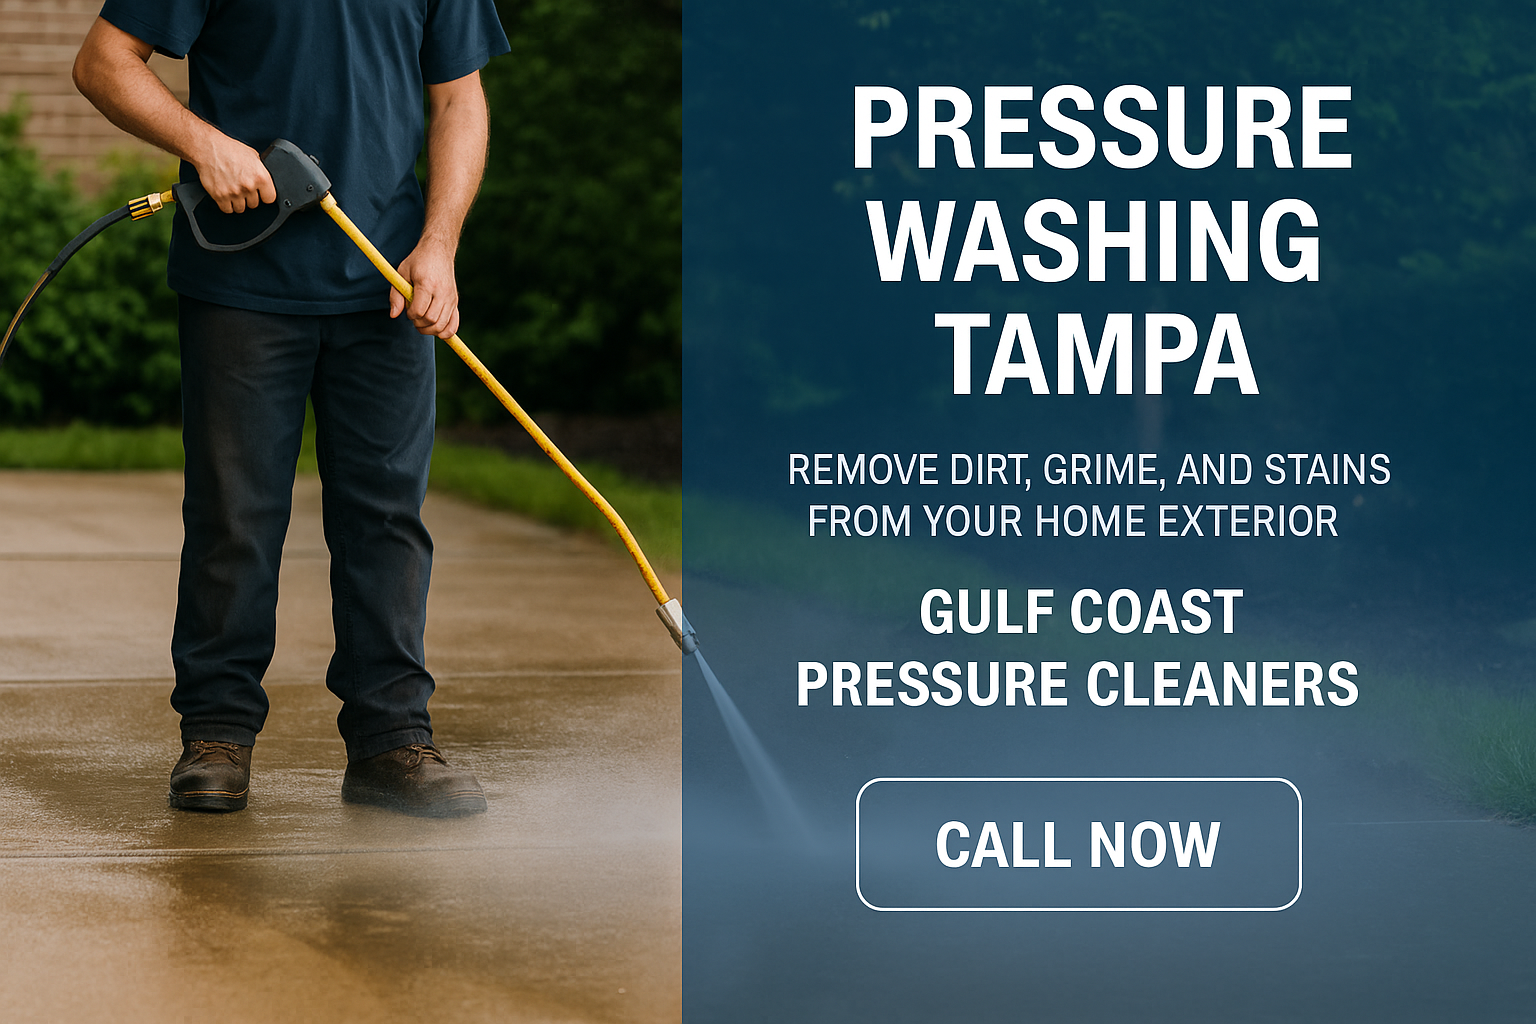 PRESSURE
WASHING
TAMPA
REMOVE DIRT, GRIME, AND STAINS
FROM YOUR HOME EXTERIOR
GULF COAST
PRESSURE CLEANERS
CALL NOW